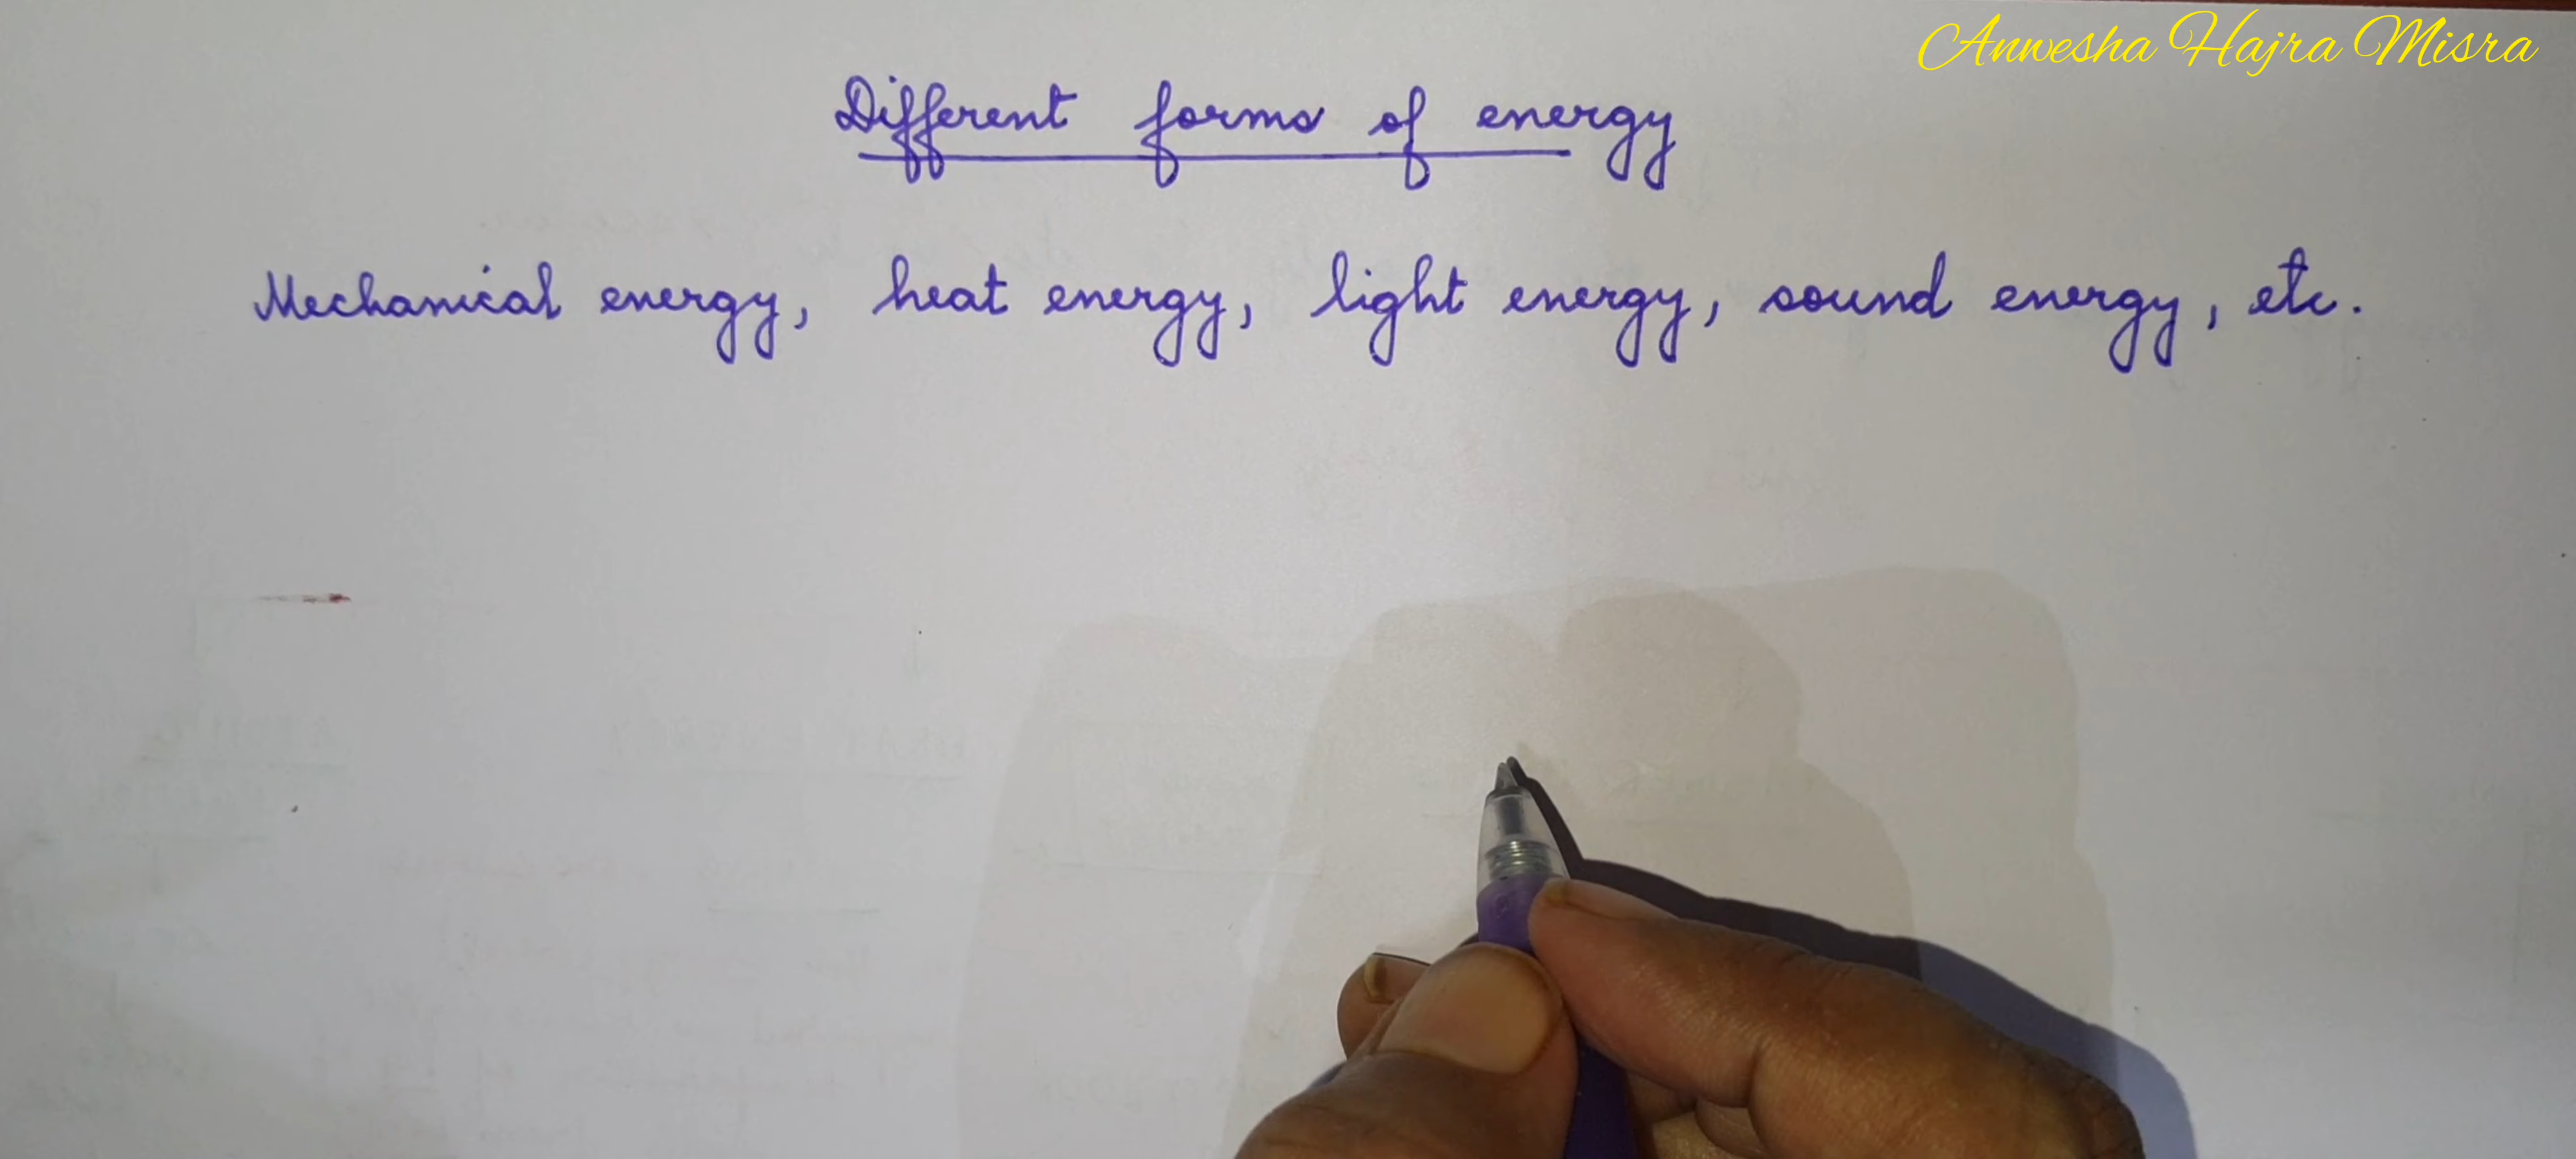 Anwesha Hajra Misra
Different forms of energy
Mechanical energy, heat energy, light energy, sound energy, etc.